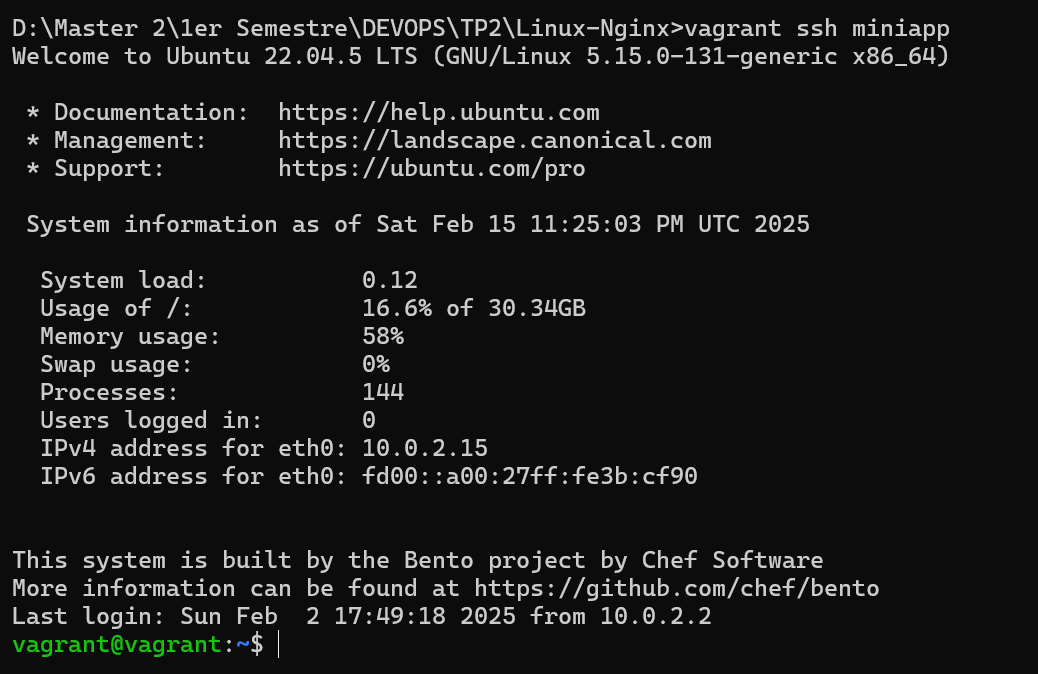 D:\Master 2\1er Semestre\DEVOPS\TP2\Linux-Nginx>vagrant ssh miniapp
Welcome to Ubuntu 22.04.5 LTS (GNU/Linux 5.15.0-131-generic x86_64)

 * Documentation:  https://help.ubuntu.com
 * Management:     https://landscape.canonical.com
 * Support:        https://ubuntu.com/pro

 System information as of Sat Feb 15 11:25:03 PM UTC 2025

  System load:           0.12
  Usage of /:            16.6% of 30.34GB
  Memory usage:          58%
  Swap usage:            0%
  Processes:             144
  Users logged in:       0
  IPv4 address for eth0: 10.0.2.15
  IPv6 address for eth0: fd00::a00:27ff:fe3b:cf90


This system is built by the Bento project by Chef Software
More information can be found at https://github.com/chef/bento
Last login: Sun Feb  2 17:49:18 2025 from 10.0.2.2
vagrant@vagrant:~$